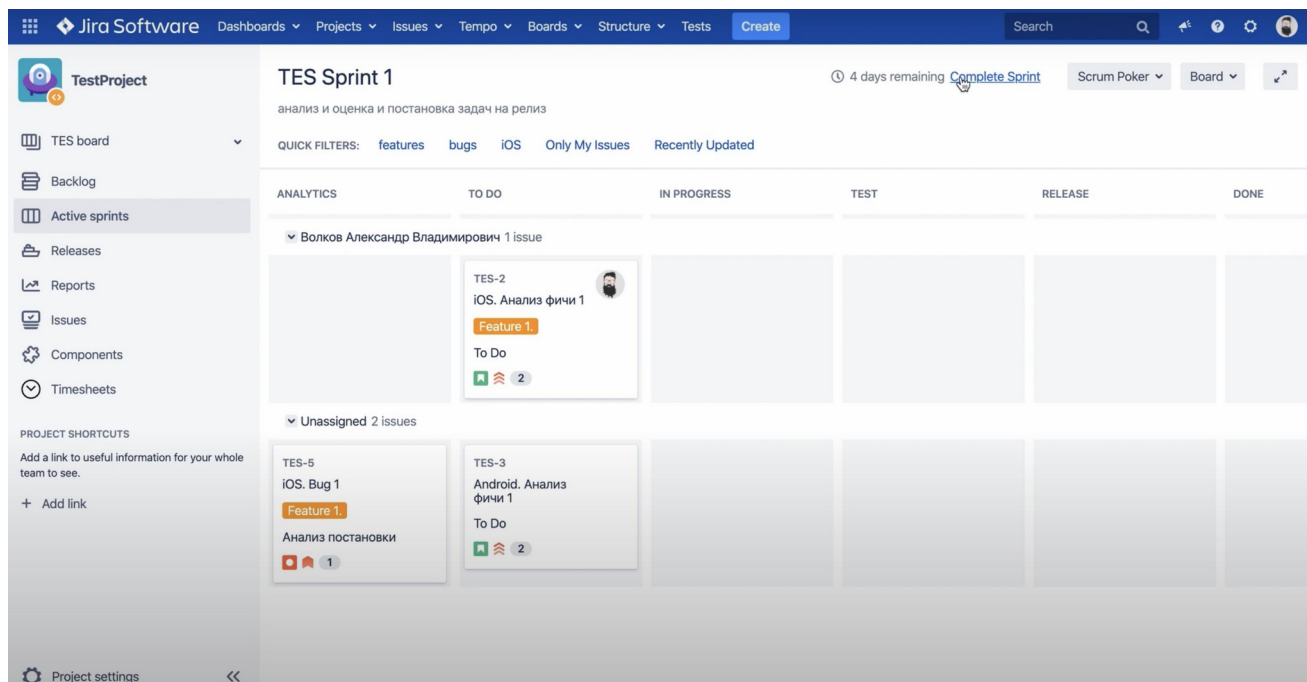 Jira Software Dashboards Projects Issues Tempo Boards Structure Tests Create Search
TestProject
TES board
Backlog
Active sprints
Releases
Reports
Issues
Components
Timesheets
PROJECT SHORTCUTS
Add a link to useful information for your whole
team to see.
+ Add link
Project settings
TES Sprint 1
4 days remaining Complete Sprint Scrum Poker Board
анализ и оценка и постановка задач на релиз
QUICK FILTERS: features bugs iOS Only My Issues Recently Updated
ANALYTICS TO DO IN PROGRESS TEST RELEASE DONE
Волков Александр Владимирович 1 issue
TES-2
iOS. Анализ фичи 1
Feature 1.
To Do
2
Unassigned 2 issues
TES-5
iOS. Bug 1
Feature 1.
Анализ постановки
1
TES-3
Android. Анализ
фичи 1
To Do
2